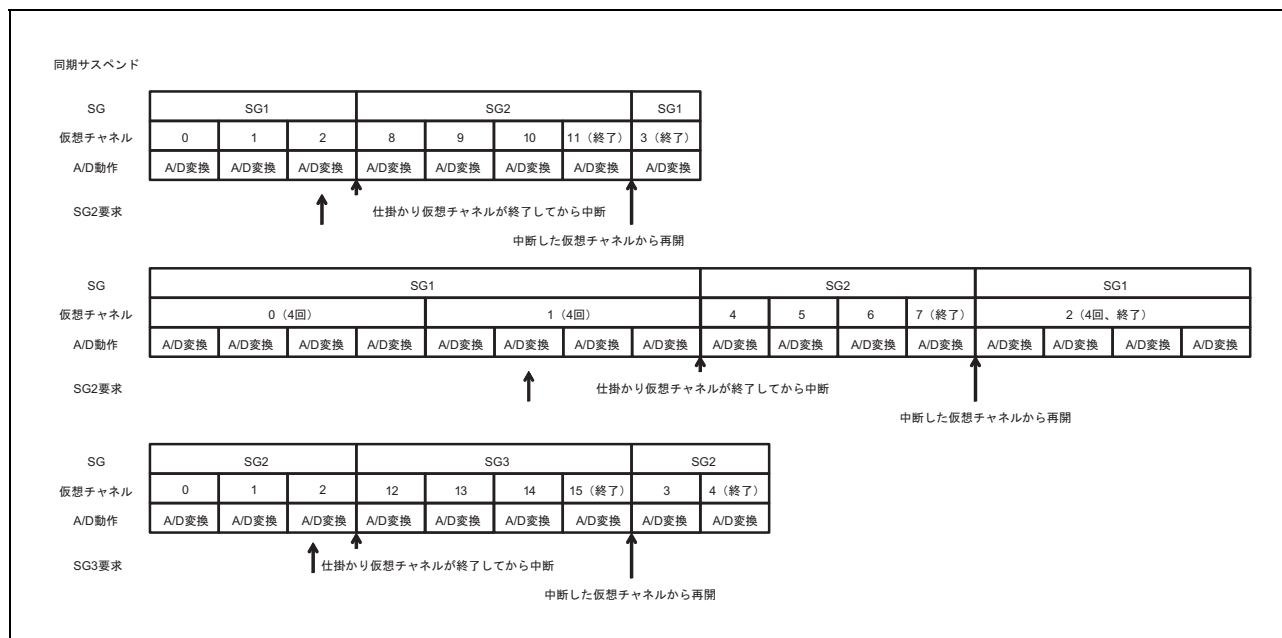 同期サスペンド
SG SG1 SG2 SG1
仮想チャネル 0 1 2 8 9 10 11（終了） 3（終了）
A/D動作 A/D変換 A/D変換 A/D変換 A/D変換 A/D変換 A/D変換 A/D変換 A/D変換
SG2要求 仕掛かり仮想チャネルが終了してから中断
中断した仮想チャネルから再開
SG SG1 SG2 SG1
仮想チャネル 0（4回） 1（4回） 4 5 6 7（終了） 2（4回、終了）
A/D動作 A/D変換 A/D変換 A/D変換 A/D変換 A/D変換 A/D変換 A/D変換 A/D変換 A/D変換 A/D変換 A/D変換 A/D変換 A/D変換 A/D変換 A/D変換 A/D変換
SG2要求 仕掛かり仮想チャネルが終了してから中断
中断した仮想チャネルから再開
SG SG2 SG3 SG2
仮想チャネル 0 1 2 12 13 14 15（終了） 3 4（終了）
A/D動作 A/D変換 A/D変換 A/D変換 A/D変換 A/D変換 A/D変換 A/D変換 A/D変換 A/D変換
SG3要求 仕掛かり仮想チャネルが終了してから中断
中断した仮想チャネルから再開